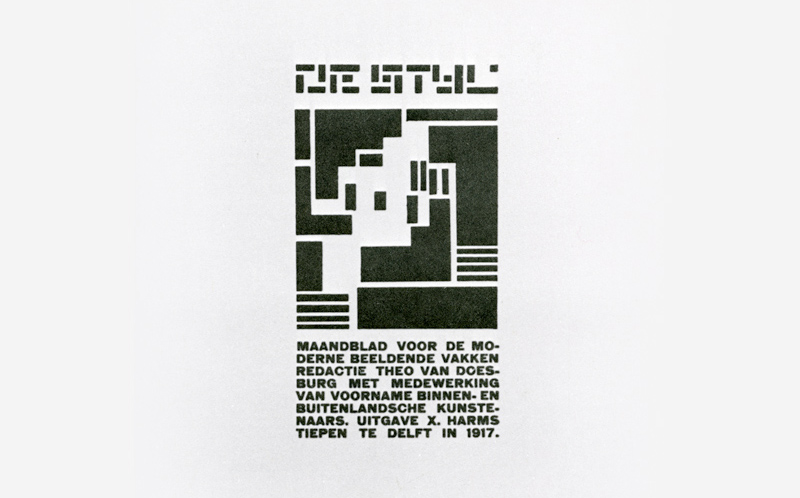 DE STYL
MAANDBLAD VOOR DE MO-
DERNE BEELDENDE VAKKEN
REDACTIE THEO VAN DOES-
BURG MET MEDEWERKING
VAN VOORNAME BINNEN- EN
BUITENLANDSCHE KUNSTE-
NAARS. UITGAVE X. HARMS
TIEPEN TE DELFT IN 1917.